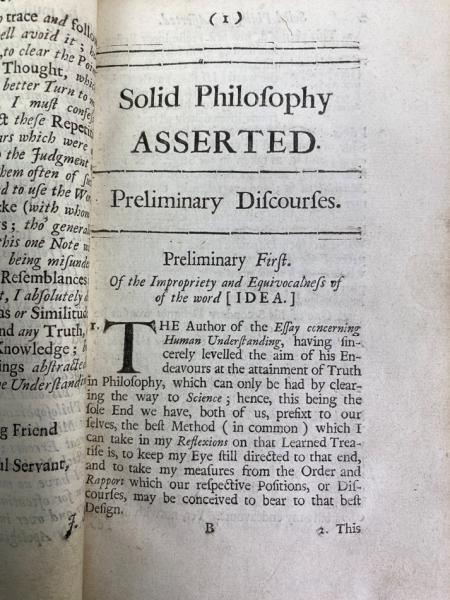 trace and follow
avoid it ;
to clear the
Thought,
better Turn to
I muſt
theſe
which were
the Judgment
often of
to uſe the
(with whom
tho'
this one Note
being
Reſemblances
I abſolutely
or
any Truth,
Knowledge ;
abſtracted
Friend
Servant,
J.
( 1 )
Solid Philoſophy
ASSERTED.
Preliminary Diſcourſes.
Preliminary Firſt.
Of the Impropriety and Equivocalneſs of
of the word [ IDEA. ]
1. THE Author of the Eſſay concerning
Human Underſtanding, having ſin-
cerely levelled the aim of his En-
deavours at the attainment of Truth
in Philoſophy, which can only be had by clear-
ing the way to Science ; hence, this being the
ſole End we have, both of us, prefixt to our
ſelves, the beſt Method ( in common ) which I
can take in my Reflexions on that Learned Trea-
tiſe is, to keep my Eye ſtill directed to that end,
and to take my meaſures from the Order and
Rapport which our reſpective Poſitions, or Diſ-
courſes, may be conceived to bear to that beſt
Deſign.
B 2. This